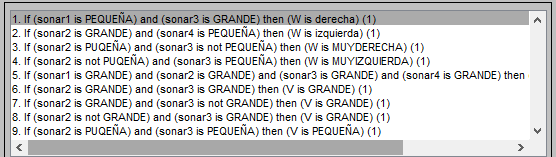 1. If (sonar1 is PEQUEÑA) and (sonar3 is GRANDE) then (W is derecha) (1)
2. If (sonar2 is GRANDE) and (sonar4 is PEQUEÑA) then (W is izquierda) (1)
3. If (sonar2 is PUQEÑA) and (sonar3 is not PEQUEÑA) then (W is MUYDERECHA) (1)
4. If (sonar2 is not PUQEÑA) and (sonar3 is PEQUEÑA) then (W is MUYIZQUIERDA) (1)
5. If (sonar1 is GRANDE) and (sonar2 is GRANDE) and (sonar3 is GRANDE) and (sonar4 is GRANDE) then
6. If (sonar2 is GRANDE) and (sonar3 is GRANDE) then (V is GRANDE) (1)
7. If (sonar2 is GRANDE) and (sonar3 is not GRANDE) then (V is GRANDE) (1)
8. If (sonar2 is not GRANDE) and (sonar3 is GRANDE) then (V is GRANDE) (1)
9. If (sonar2 is PUQEÑA) and (sonar3 is PEQUEÑA) then (V is PEQUEÑA) (1)